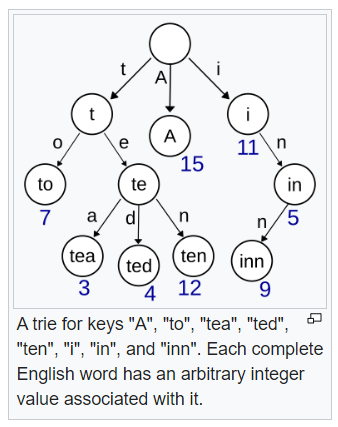 t A i
t A i
15 11
o e n
to te in
7 5
a d n n
tea ted ten inn
3 4 12 9
A trie for keys "A", "to", "tea", "ted",
"ten", "i", "in", and "inn". Each complete
English word has an arbitrary integer
value associated with it.